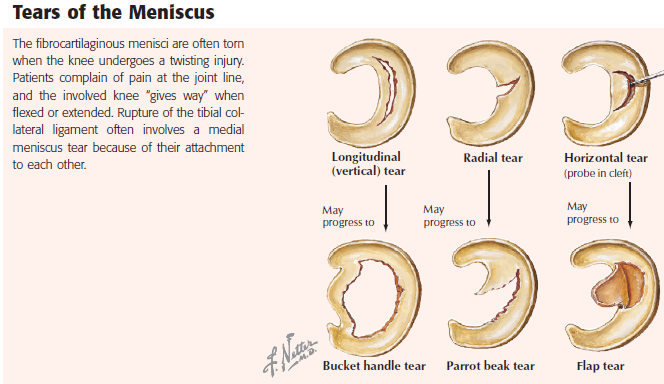 Tears of the Meniscus
The fibrocartilaginous menisci are often torn
when the knee undergoes a twisting injury.
Patients complain of pain at the joint line,
and the involved knee “gives way” when
flexed or extended. Rupture of the tibial col-
lateral ligament often involves a medial
meniscus tear because of their attachment
to each other.
Longitudinal
(vertical) tear
Radial tear
Horizontal tear
(probe in cleft)
May
progress to
May
progress to
May
progress to
F. Netter
M.D.
Bucket handle tear
Parrot beak tear
Flap tear